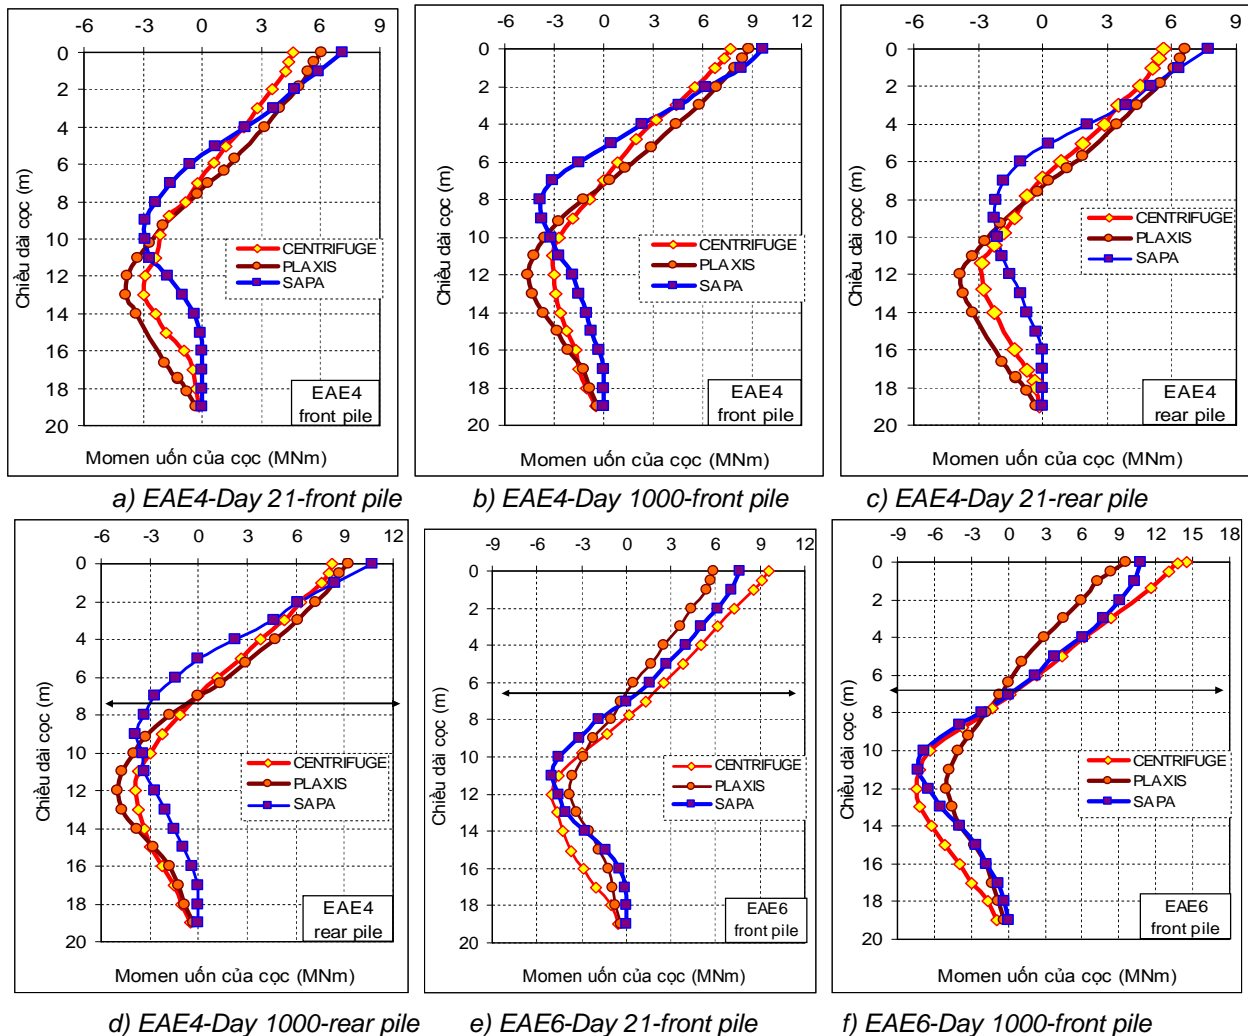 -6 -3 0 3 6 9
0
2
4
6
8
10
12
14
16
18
20
Chiều dài cọc (m)
CENTRIFUGE
PLAXIS
SAPA
EAE4
front pile
Momen uốn của cọc (MNm)
a) EAE4-Day 21-front pile
-6 -3 0 3 6 9 12
0
2
4
6
8
10
12
14
16
18
20
Chiều dài cọc (m)
CENTRIFUGE
PLAXIS
SAPA
EAE4
front pile
Momen uốn của cọc (MNm)
b) EAE4-Day 1000-front pile
-6 -3 0 3 6 9
0
2
4
6
8
10
12
14
16
18
20
Chiều dài cọc (m)
CENTRIFUGE
PLAXIS
SAPA
EAE4
rear pile
Momen uốn của cọc (MNm)
c) EAE4-Day 21-rear pile
-6 -3 0 3 6 9 12
0
2
4
6
8
10
12
14
16
18
20
Chiều dài cọc (m)
CENTRIFUGE
PLAXIS
SAPA
EAE4
rear pile
Momen uốn của cọc (MNm)
d) EAE4-Day 1000-rear pile
-9 -6 -3 0 3 6 9 12
0
2
4
6
8
10
12
14
16
18
20
Chiều dài cọc (m)
CENTRIFUGE
PLAXIS
SAPA
EAE6
front pile
Momen uốn của cọc (MNm)
e) EAE6-Day 21-front pile
-9 -6 -3 0 3 6 9 12 15 18
0
2
4
6
8
10
12
14
16
18
20
Chiều dài cọc (m)
CENTRIFUGE
PLAXIS
SAPA
EAE6
front pile
Momen uốn của cọc (MNm)
f) EAE6-Day 1000-front pile